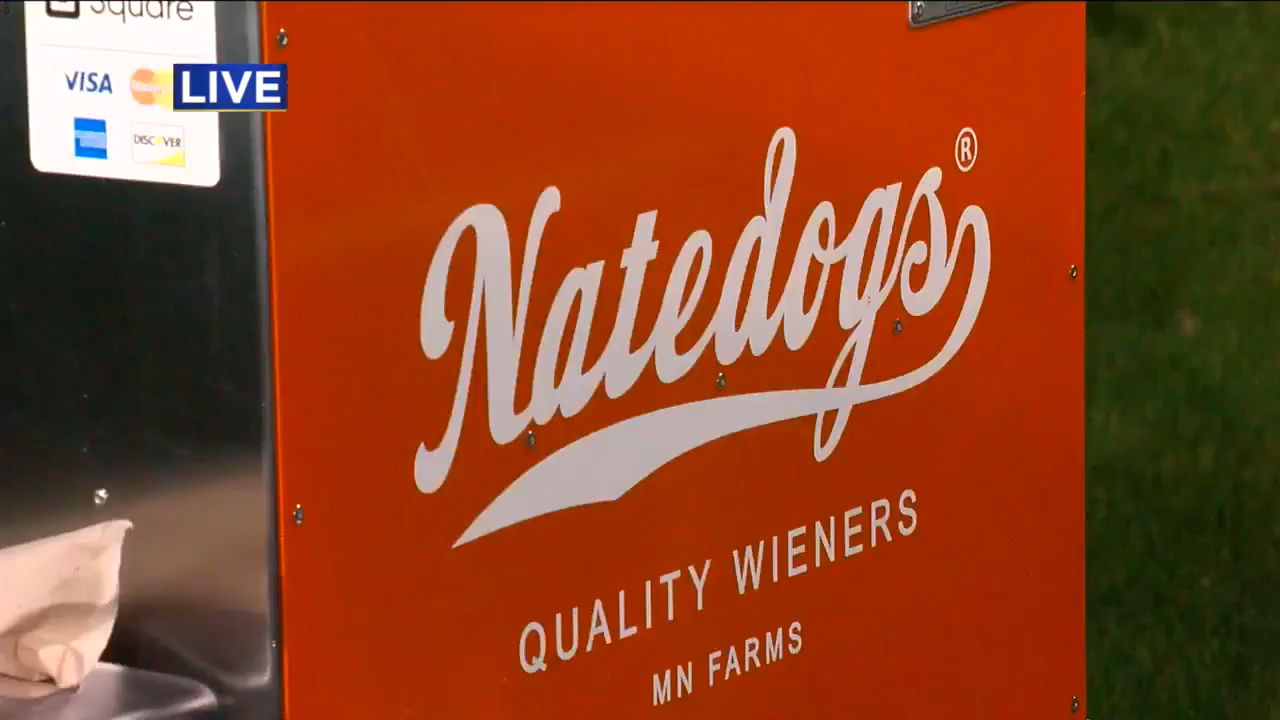 Square
VISA
LIVE
DISCOVER
Natedogs®
QUALITY WIENERS
MN FARMS